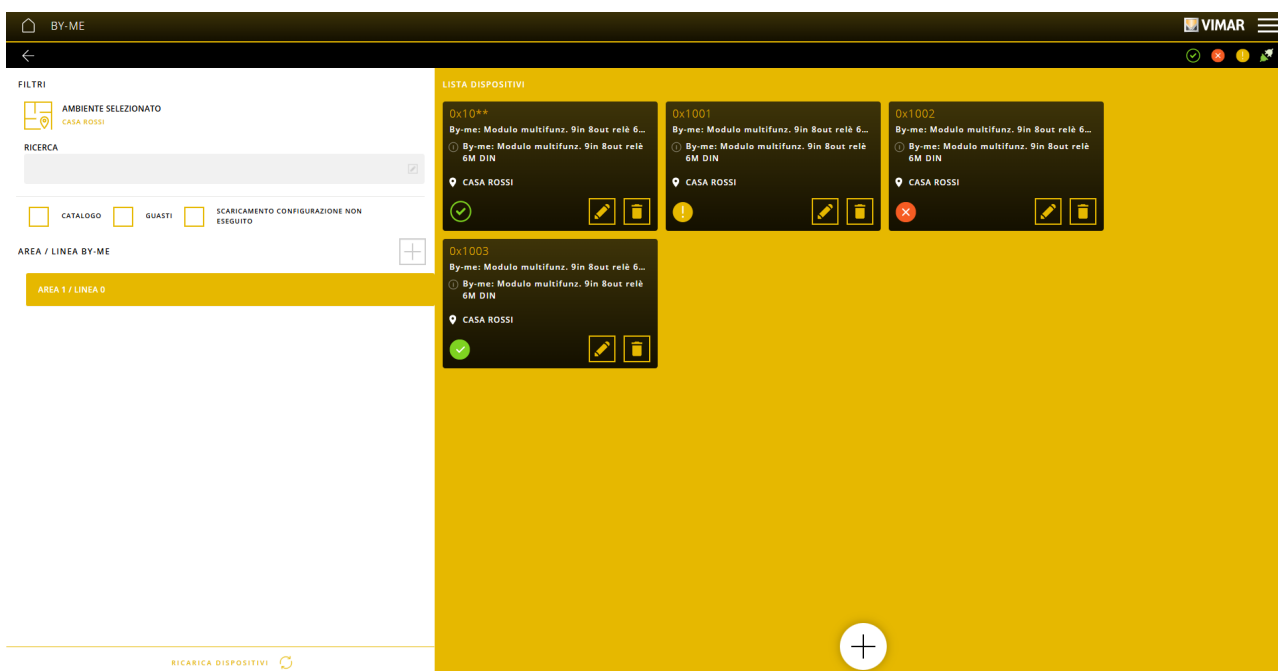 BY-ME
VIMAR
FILTRI
AMBIENTE SELEZIONATO
CASA ROSSI
RICERCA
CATALOGO
GUASTI
SCARICAMENTO CONFIGURAZIONE NON
ESEGUITO
AREA / LINEA BY-ME
AREA 1 / LINEA 0
RICARICA DISPOSITIVI
LISTA DISPOSITIVI
0x10**
By-me: Modulo multifunz. 9in 8out relè 6...
By-me: Modulo multifunz. 9in 8out relè
6M DIN
CASA ROSSI
0x1001
By-me: Modulo multifunz. 9in 8out relè 6...
By-me: Modulo multifunz. 9in 8out relè
6M DIN
CASA ROSSI
0x1002
By-me: Modulo multifunz. 9in 8out relè 6...
By-me: Modulo multifunz. 9in 8out relè
6M DIN
CASA ROSSI
0x1003
By-me: Modulo multifunz. 9in 8out relè 6...
By-me: Modulo multifunz. 9in 8out relè
6M DIN
CASA ROSSI